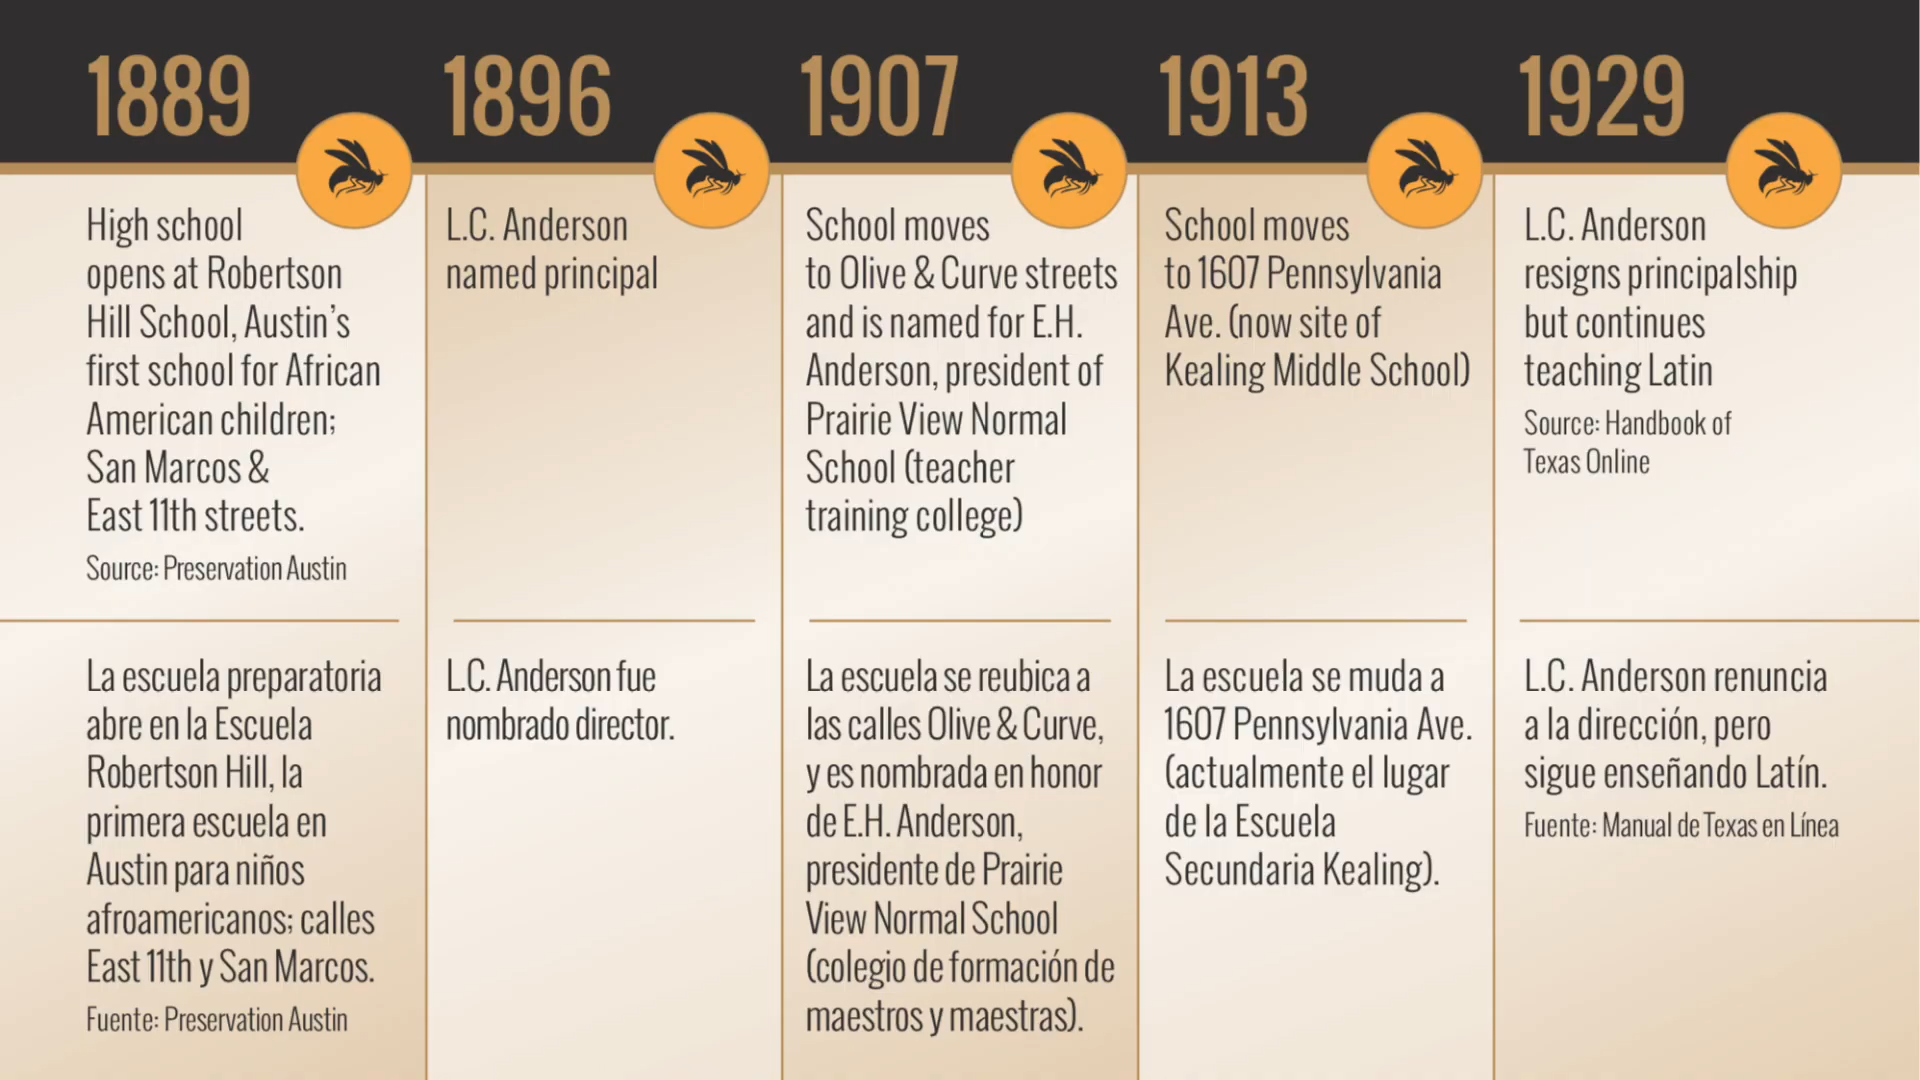 1889
High school
opens at Robertson
Hill School, Austin's
first school for African
American children;
San Marcos &
East 11th streets.
Source: Preservation Austin
La escuela preparatoria
abre en la Escuela
Robertson Hill, la
primera escuela en
Austin para niños
afroamericanos; calles
East 11th y San Marcos.
Fuente: Preservation Austin
1896
L.C. Anderson
named principal
L.C. Anderson fue
nombrado director.
1907
School moves
to Olive & Curve streets
and is named for E.H.
Anderson, president of
Prairie View Normal
School (teacher
training college)
La escuela se reubica a
las calles Olive & Curve,
y es nombrada en honor
de E.H. Anderson,
presidente de Prairie
View Normal School
(colegio de formación de
maestros y maestras).
1913
School moves
to 1607 Pennsylvania
Ave. (now site of
Kealing Middle School)
La escuela se muda a
1607 Pennsylvania Ave.
(actualmente el lugar
de la Escuela
Secundaria Kealing).
1929
L.C. Anderson
resigns principalship
but continues
teaching Latin
Source: Handbook of
Texas Online
L.C. Anderson renuncia
a la dirección, pero
sigue enseñando Latín.
Fuente: Manual de Texas en Línea